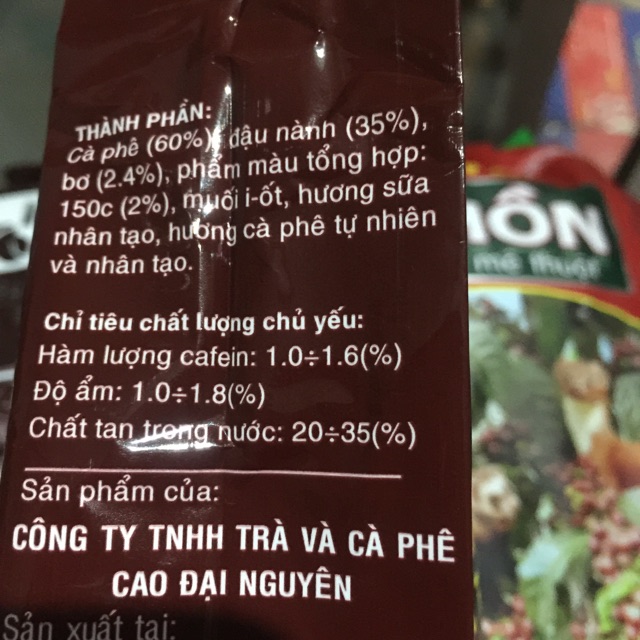 THÀNH PHẦN:
Cà phê (60%), đậu nành (35%),
bơ (2.4%), phẩm màu tổng hợp:
150c (2%), muối i-ốt, hương sữa
nhân tạo, hương cà phê tự nhiên
và nhân tạo.
Chỉ tiêu chất lượng chủ yếu:
Hàm lượng cafein: 1.0÷1.6(%)
Độ ẩm: 1.0÷1.8(%)
Chất tan trong nước: 20÷35(%)
Sản phẩm của:
CÔNG TY TNHH TRÀ VÀ CÀ PHÊ
CAO ĐẠI NGUYÊN
Sản xuất tại:
mê thuột